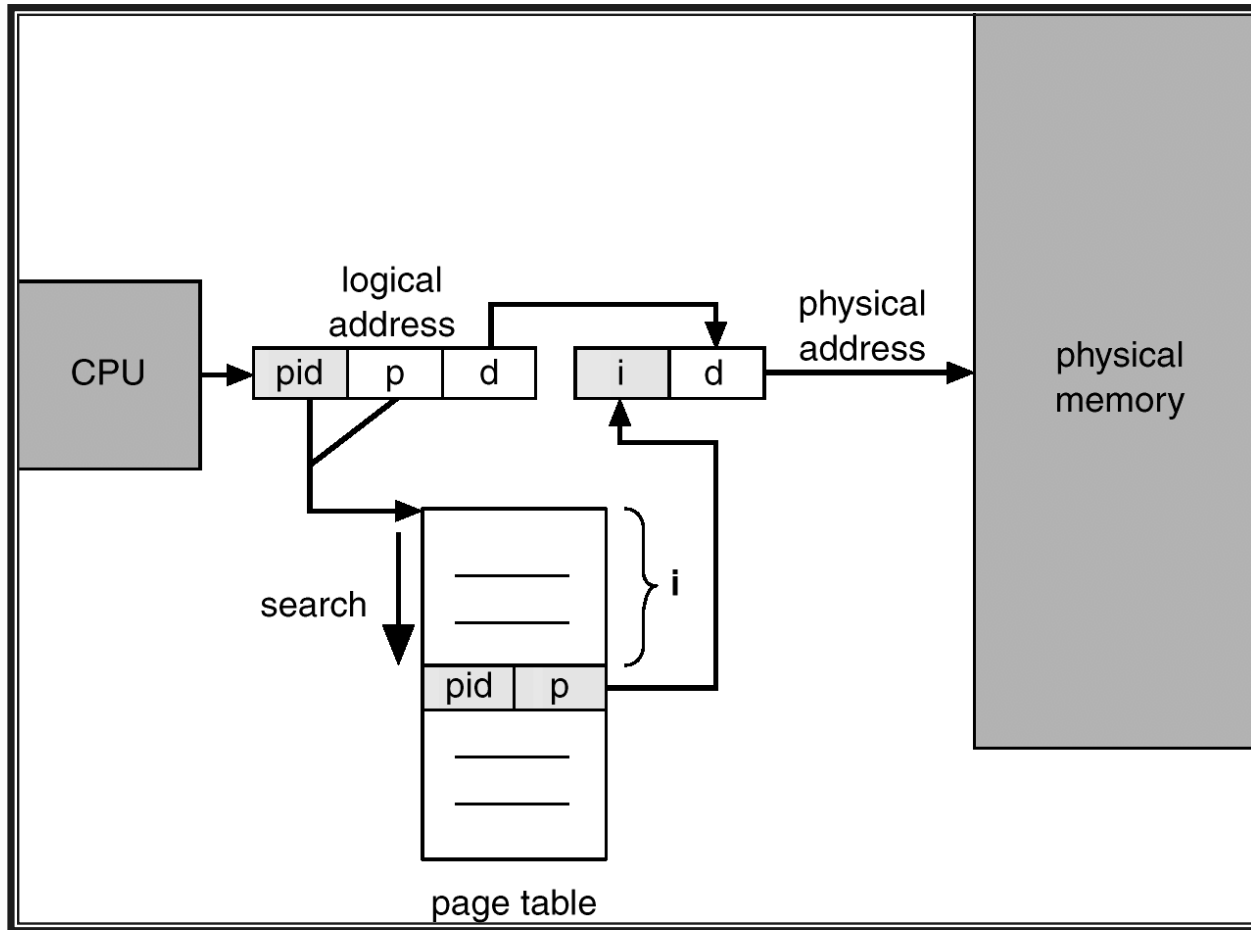 logical
address
physical
address
CPU
pid
p
d
i
d
physical
memory
search
i
pid
p
page table